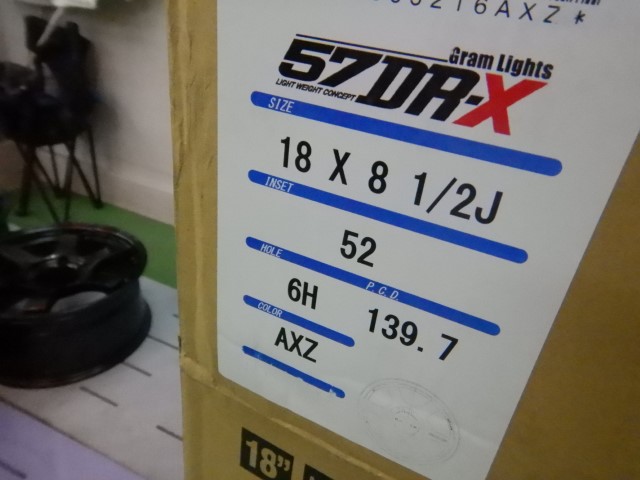 216AXZ*
Gram Lights
57DR-X
LIGHT WEIGHT CONCEPT
SIZE
18 X 8 1/2J
INSET
52
HOLE P.C.D
6H 139.7
COLOR
AXZ
18"